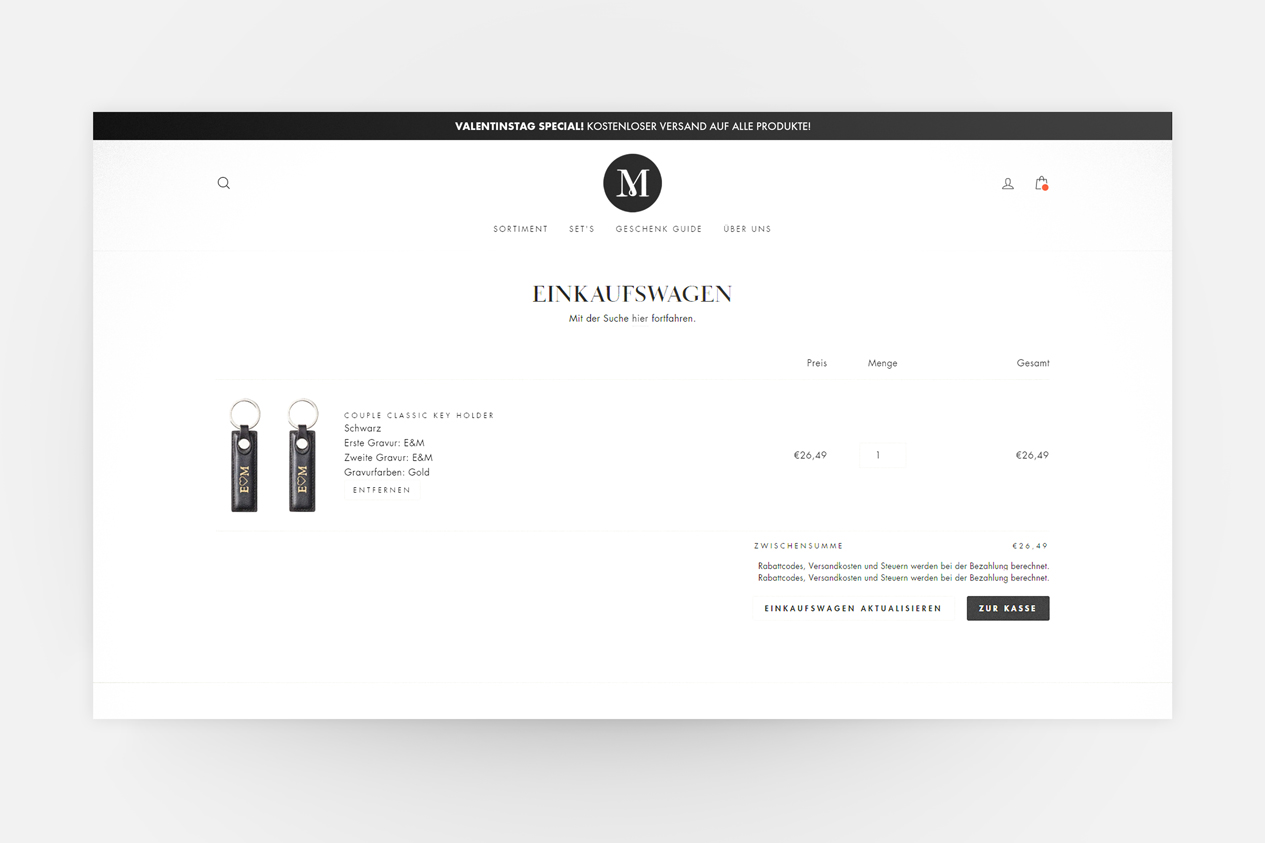 VALENTINSTAG SPECIAL! KOSTENLOSER VERSAND AUF ALLE PRODUKTE!
M
SORTIMENT SET'S GESCHENK GUIDE ÜBER UNS
EINKAUFSWAGEN
Mit der Suche hier fortfahren.
Preis Menge Gesamt
COUPLE CLASSIC KEY HOLDER
Schwarz
Erste Gravur: E&M
Zweite Gravur: E&M
Gravurfarben: Gold
ENTFERNEN
E♡M
E♡M
€26,49 1 €26,49
ZWISCHENSUMME €26,49
Rabattcodes, Versandkosten und Steuern werden bei der Bezahlung berechnet.
Rabattcodes, Versandkosten und Steuern werden bei der Bezahlung berechnet.
EINKAUFSWAGEN AKTUALISIEREN ZUR KASSE